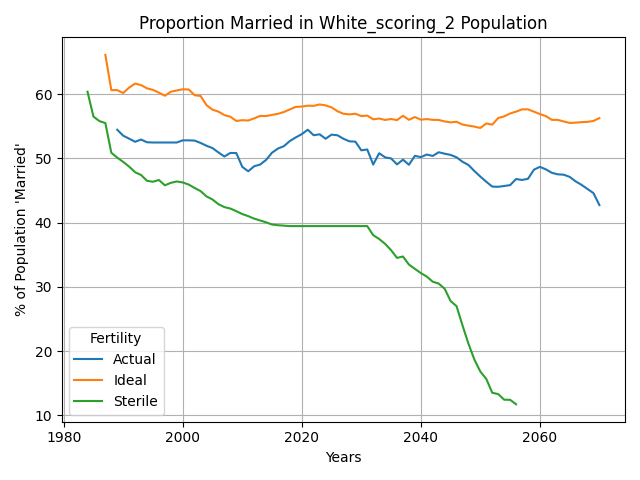 Proportion Married in White_scoring_2 Population
% of Population 'Married'
60
50
40
30
20
10
Fertility
Actual
Ideal
Sterile
1980
2000
2020
2040
2060
Years